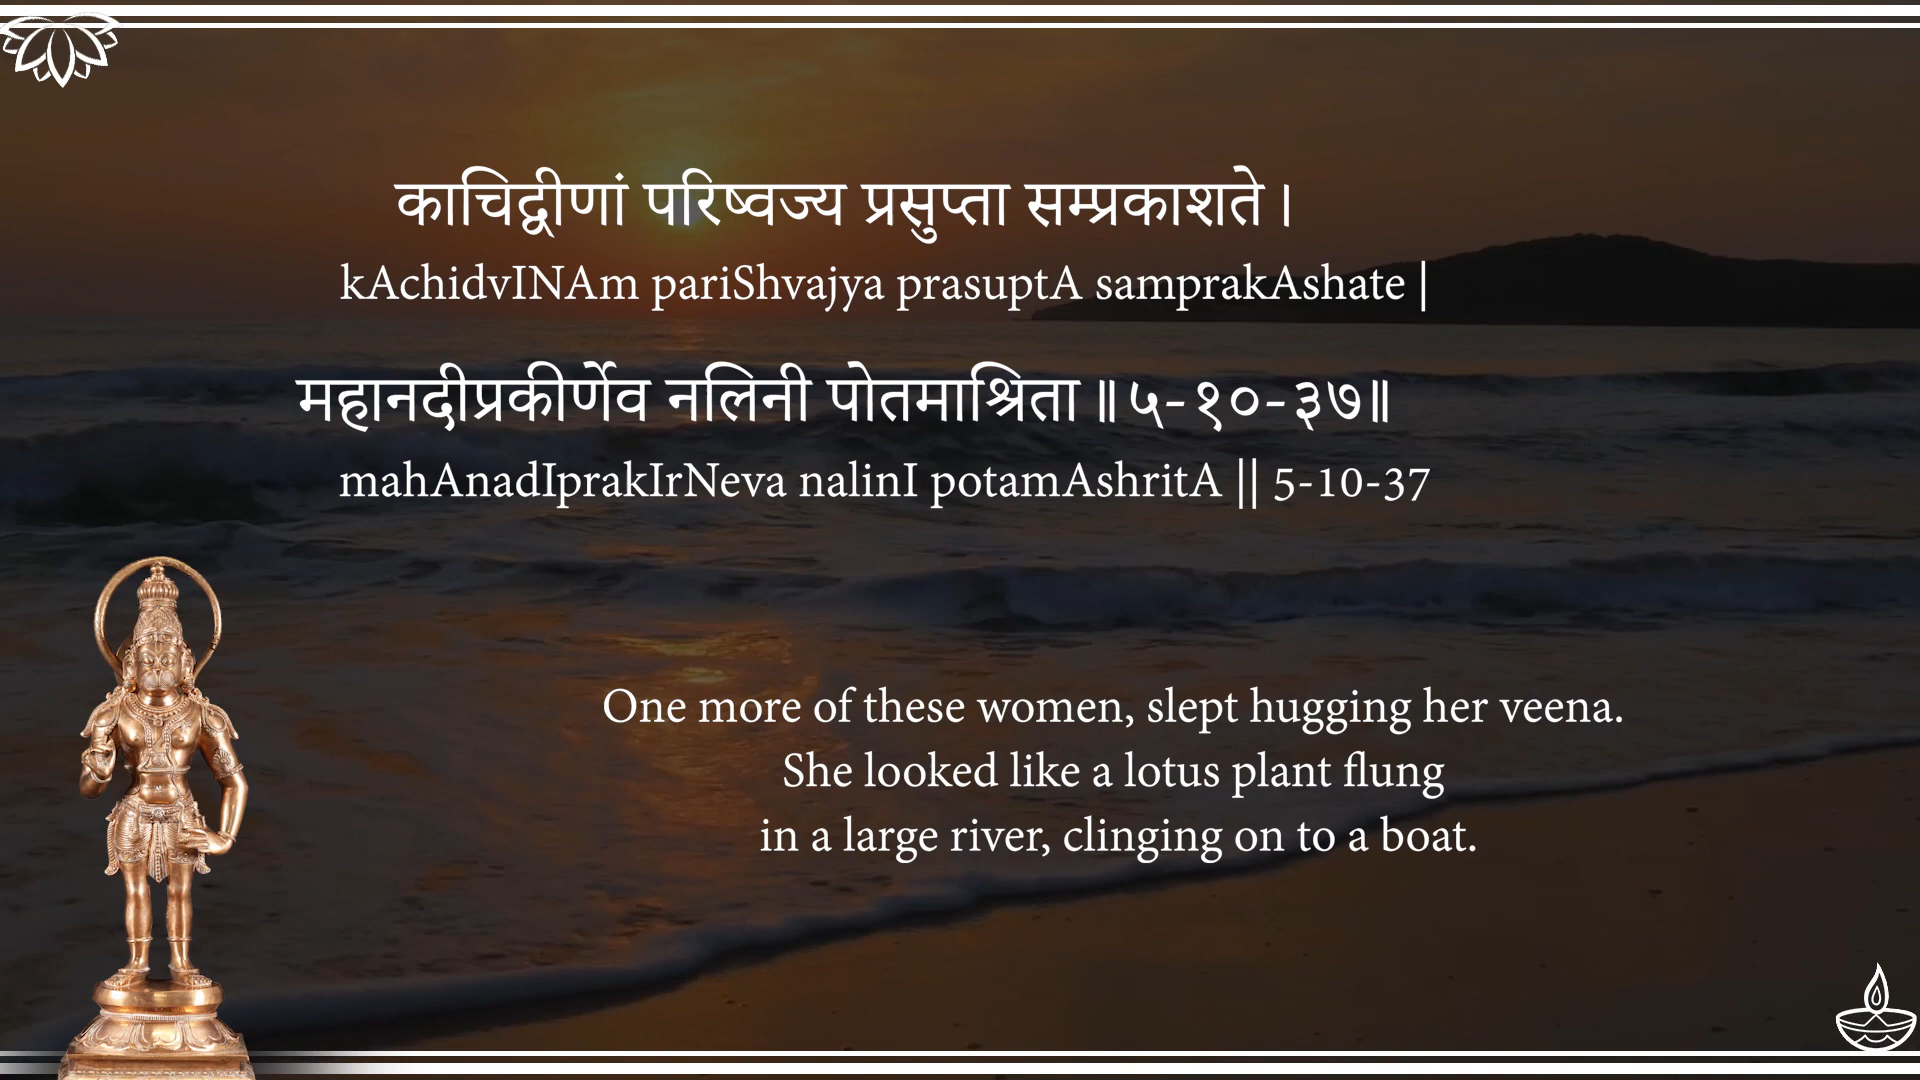 काचिद्वीणां परिष्वज्य प्रसुप्ता सम्प्रकाशते ।
kAchidvINAm pariShvajya prasuptA samprakAshate |
महानदीप्रकीर्णेव नलिनी पोतमाश्रिता ॥ ५-१०-३७॥
mahAnadIprakIrNeva nalinI potamAshritA || 5-10-37
One more of these women, slept hugging her veena.
She looked like a lotus plant flung
in a large river, clinging on to a boat.